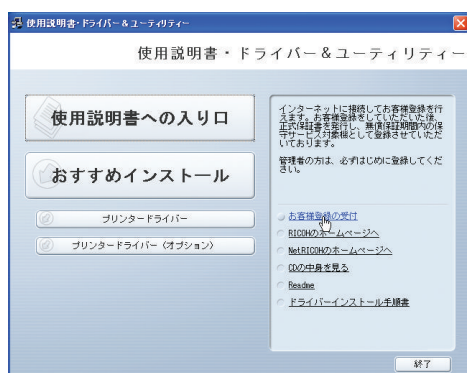 使用説明書・ドライバー＆ユーティリティー
使用説明書・ドライバー＆ユーティリティー
使用説明書への入り口
おすすめインストール
プリンタードライバー
プリンタードライバー（オプション）
インターネットに接続してお客様登録を行
えます。お客様登録をしていただいた後、
正式保証書を発行し、無償保証期間内の保
守サービス対象機として登録させていただ
いております。
管理者の方は、必ずはじめに登録してくだ
さい。
お客様登録の受付
RICOHのホームページへ
NetRICOHのホームページへ
CDの中身を見る
Readme
ドライバーインストール手順書
終了